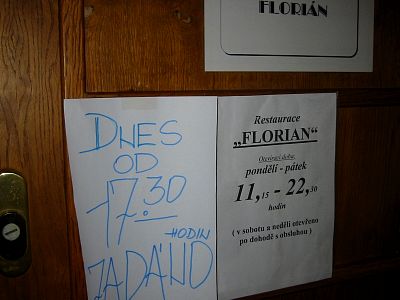 FLORIÁN
DNES
OD
17.30
HODIN
ZADÁNO
Restaurace
„FLORIAN“
Otevírací doba:
pondělí - pátek
11,15 - 22,30
hodin
( v sobotu a neděli otevřeno
po dohodě s obsluhou )